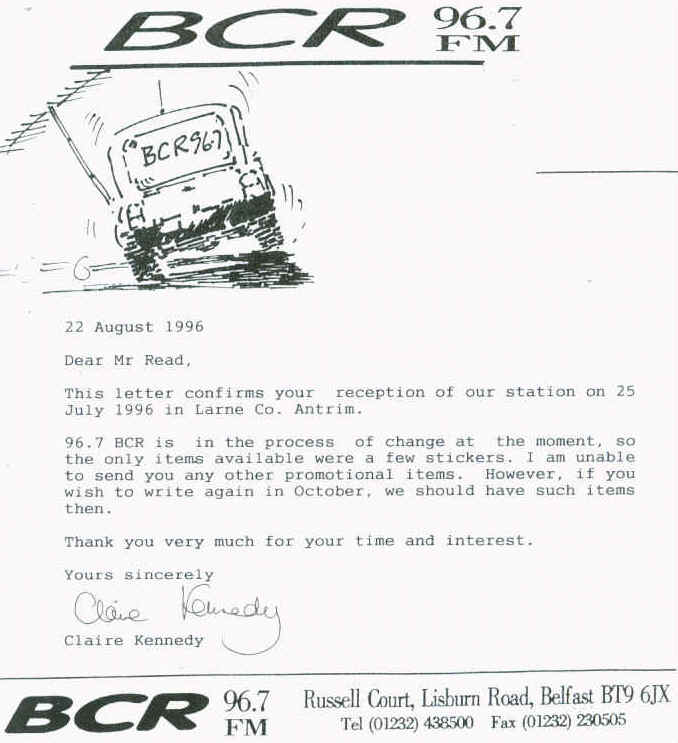 BCR 96.7 FM
BCR 96.7
22 August 1996
Dear Mr Read,
This letter confirms your reception of our station on 25
July 1996 in Larne Co. Antrim.
96.7 BCR is in the process of change at the moment, so
the only items available were a few stickers. I am unable
to send you any other promotional items. However, if you
wish to write again in October, we should have such items
then.
Thank you very much for your time and interest.
Yours sincerely
Claire Kennedy
Claire Kennedy
BCR 96.7 FM
Russell Court, Lisburn Road, Belfast BT9 6JX
Tel (01232) 438500 Fax (01232) 230505